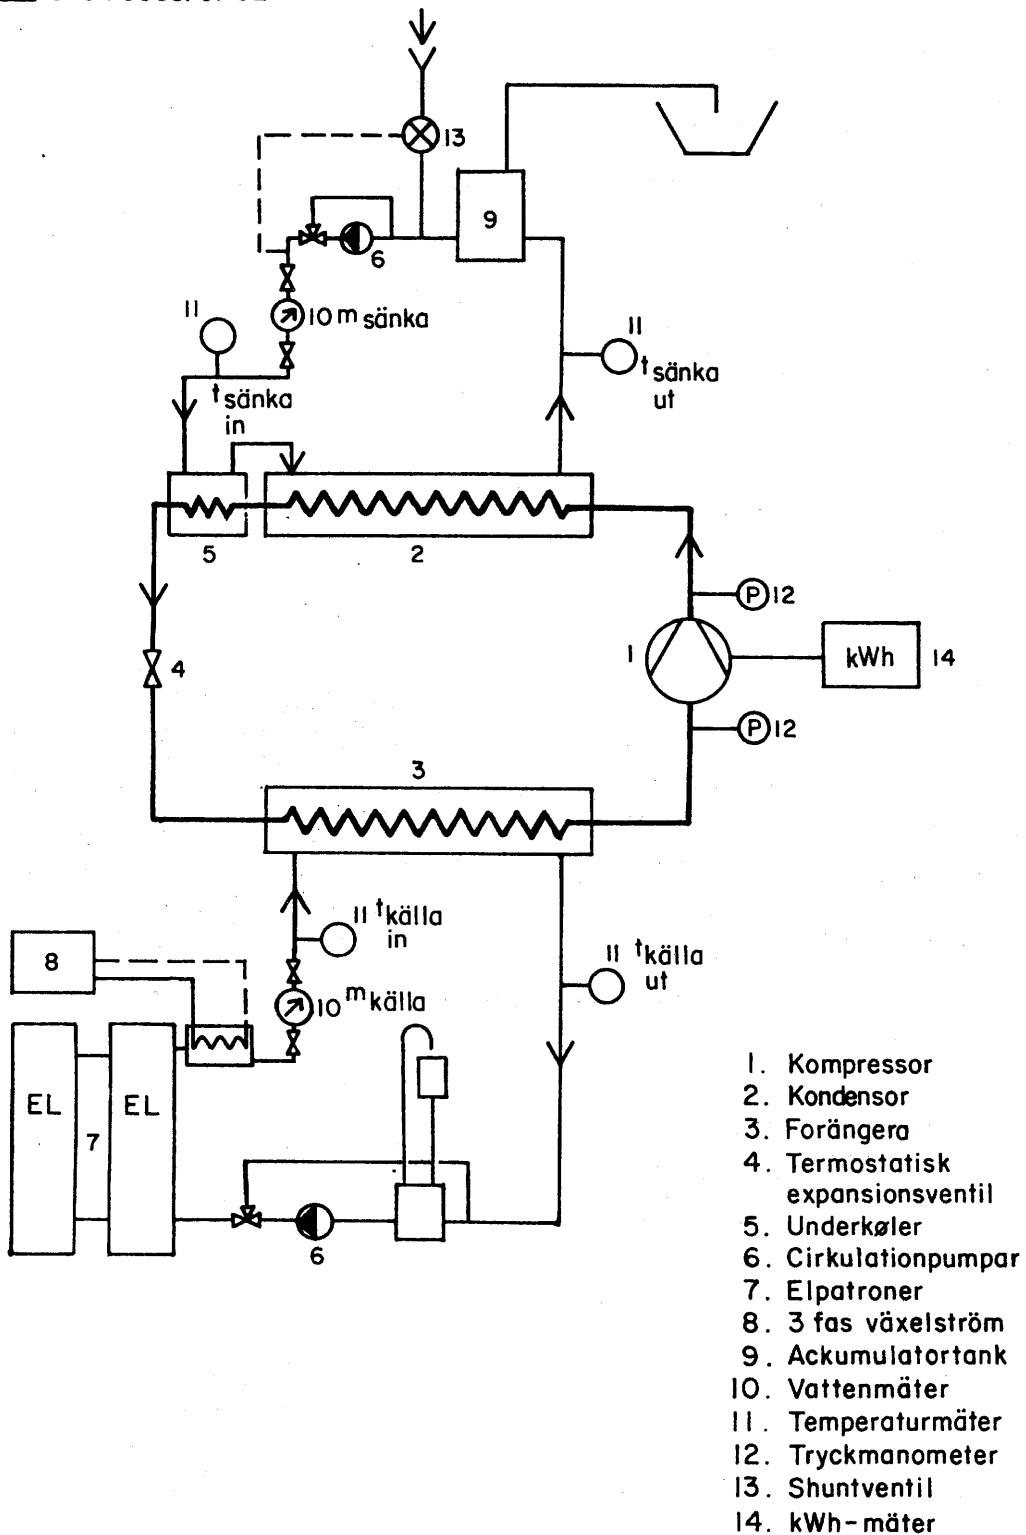 13
9
6
11
10 m sänka
11
t sänka
ut
t sänka
in
5
2
P 12
1
kWh
14
4
P 12
3
11 t källa
in
8
11 t källa
ut
10 m källa
EL
EL
7
6
1. Kompressor
2. Kondensor
3. Forängera
4. Termostatisk
expansionsventil
5. Underkøler
6. Cirkulationpumpar
7. Elpatroner
8. 3 fas växelström
9. Ackumulatortank
10. Vattenmäter
11. Temperaturmäter
12. Tryckmanometer
13. Shuntventil
14. kWh-mäter